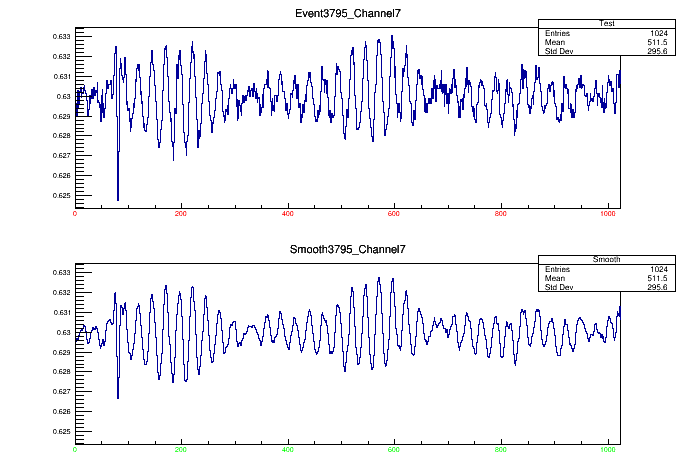 Event3795_Channel7
Test
Entries 1024
Mean 511.5
Std Dev 295.6
0.633
0.632
0.631
0.63
0.629
0.628
0.627
0.626
0.625
0 200 400 600 800 1000
Smooth3795_Channel7
Smooth
Entries 1024
Mean 511.5
Std Dev 295.6
0.633
0.632
0.631
0.63
0.629
0.628
0.627
0.626
0.625
0 200 400 600 800 1000